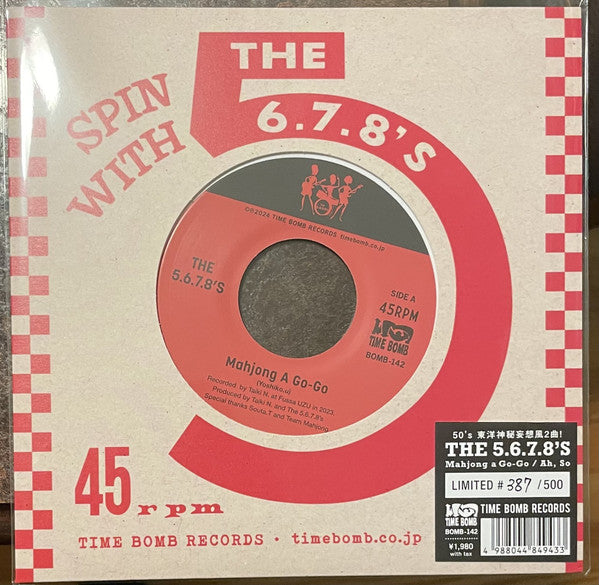 SPIN
WITH
THE
5.6.7.8'S
©℗2024 TIME BOMB RECORDS timebomb.co.jp
THE
5.6.7.8'S
SIDE A
45RPM
TIME BOMB
BOMB-142
Mahjong A Go-Go
(Yoshiko.u)
Recorded by Taiki N. at Fussa UZU in 2023.
Produced by Taiki N. and The 5.6.7.8's
Special thanks Souta.T and Team Mahjong
45rpm
TIME BOMB RECORDS · timebomb.co.jp
50's 東洋神秘妄想風2曲!
THE 5.6.7.8'S
Mahjong a Go-Go / Ah, So
LIMITED # 387 /500
TIME BOMB RECORDS
TIME BOMB
BOMB-142
¥1,980
with tax
4 988044 849433